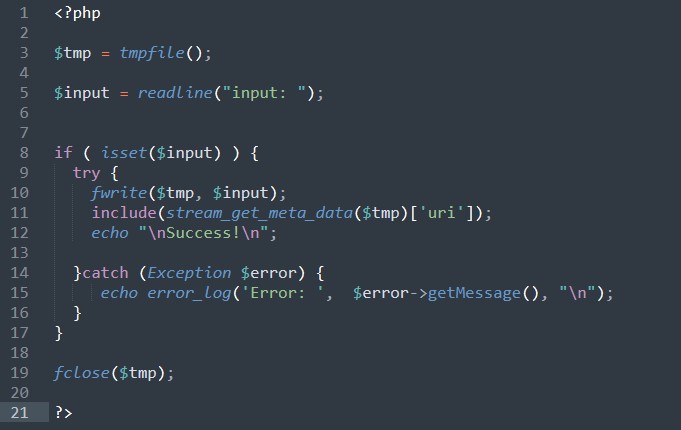 1 <?php
2
3 $tmp = tmpfile();
4
5 $input = readline("input: ");
6
7
8 if ( isset($input) ) {
9 try {
10 fwrite($tmp, $input);
11 include(stream_get_meta_data($tmp)['uri']);
12 echo "\nSuccess!\n";
13
14 }catch (Exception $error) {
15 echo error_log('Error: ', $error->getMessage(), "\n");
16 }
17 }
18
19 fclose($tmp);
20
21 ?>